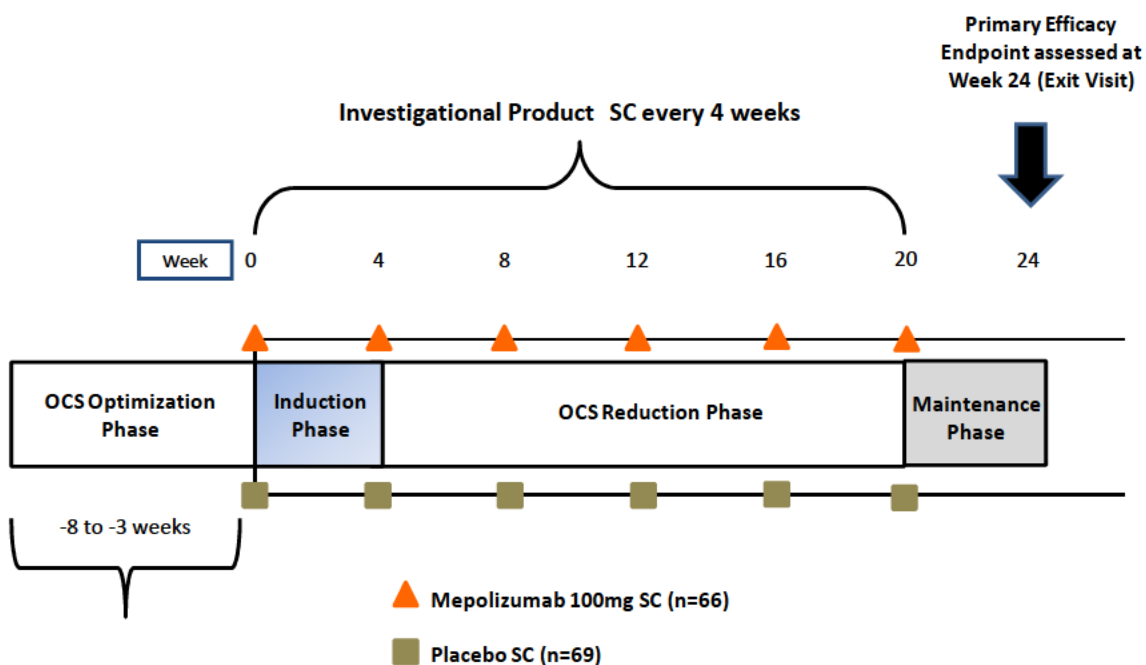 Primary Efficacy
Endpoint assessed at
Week 24 (Exit Visit)
Investigational Product SC every 4 weeks
Week 0 4 8 12 16 20 24
OCS Optimization
Phase
Induction
Phase
OCS Reduction Phase
Maintenance
Phase
-8 to -3 weeks
Mepolizumab 100mg SC (n=66)
Placebo SC (n=69)